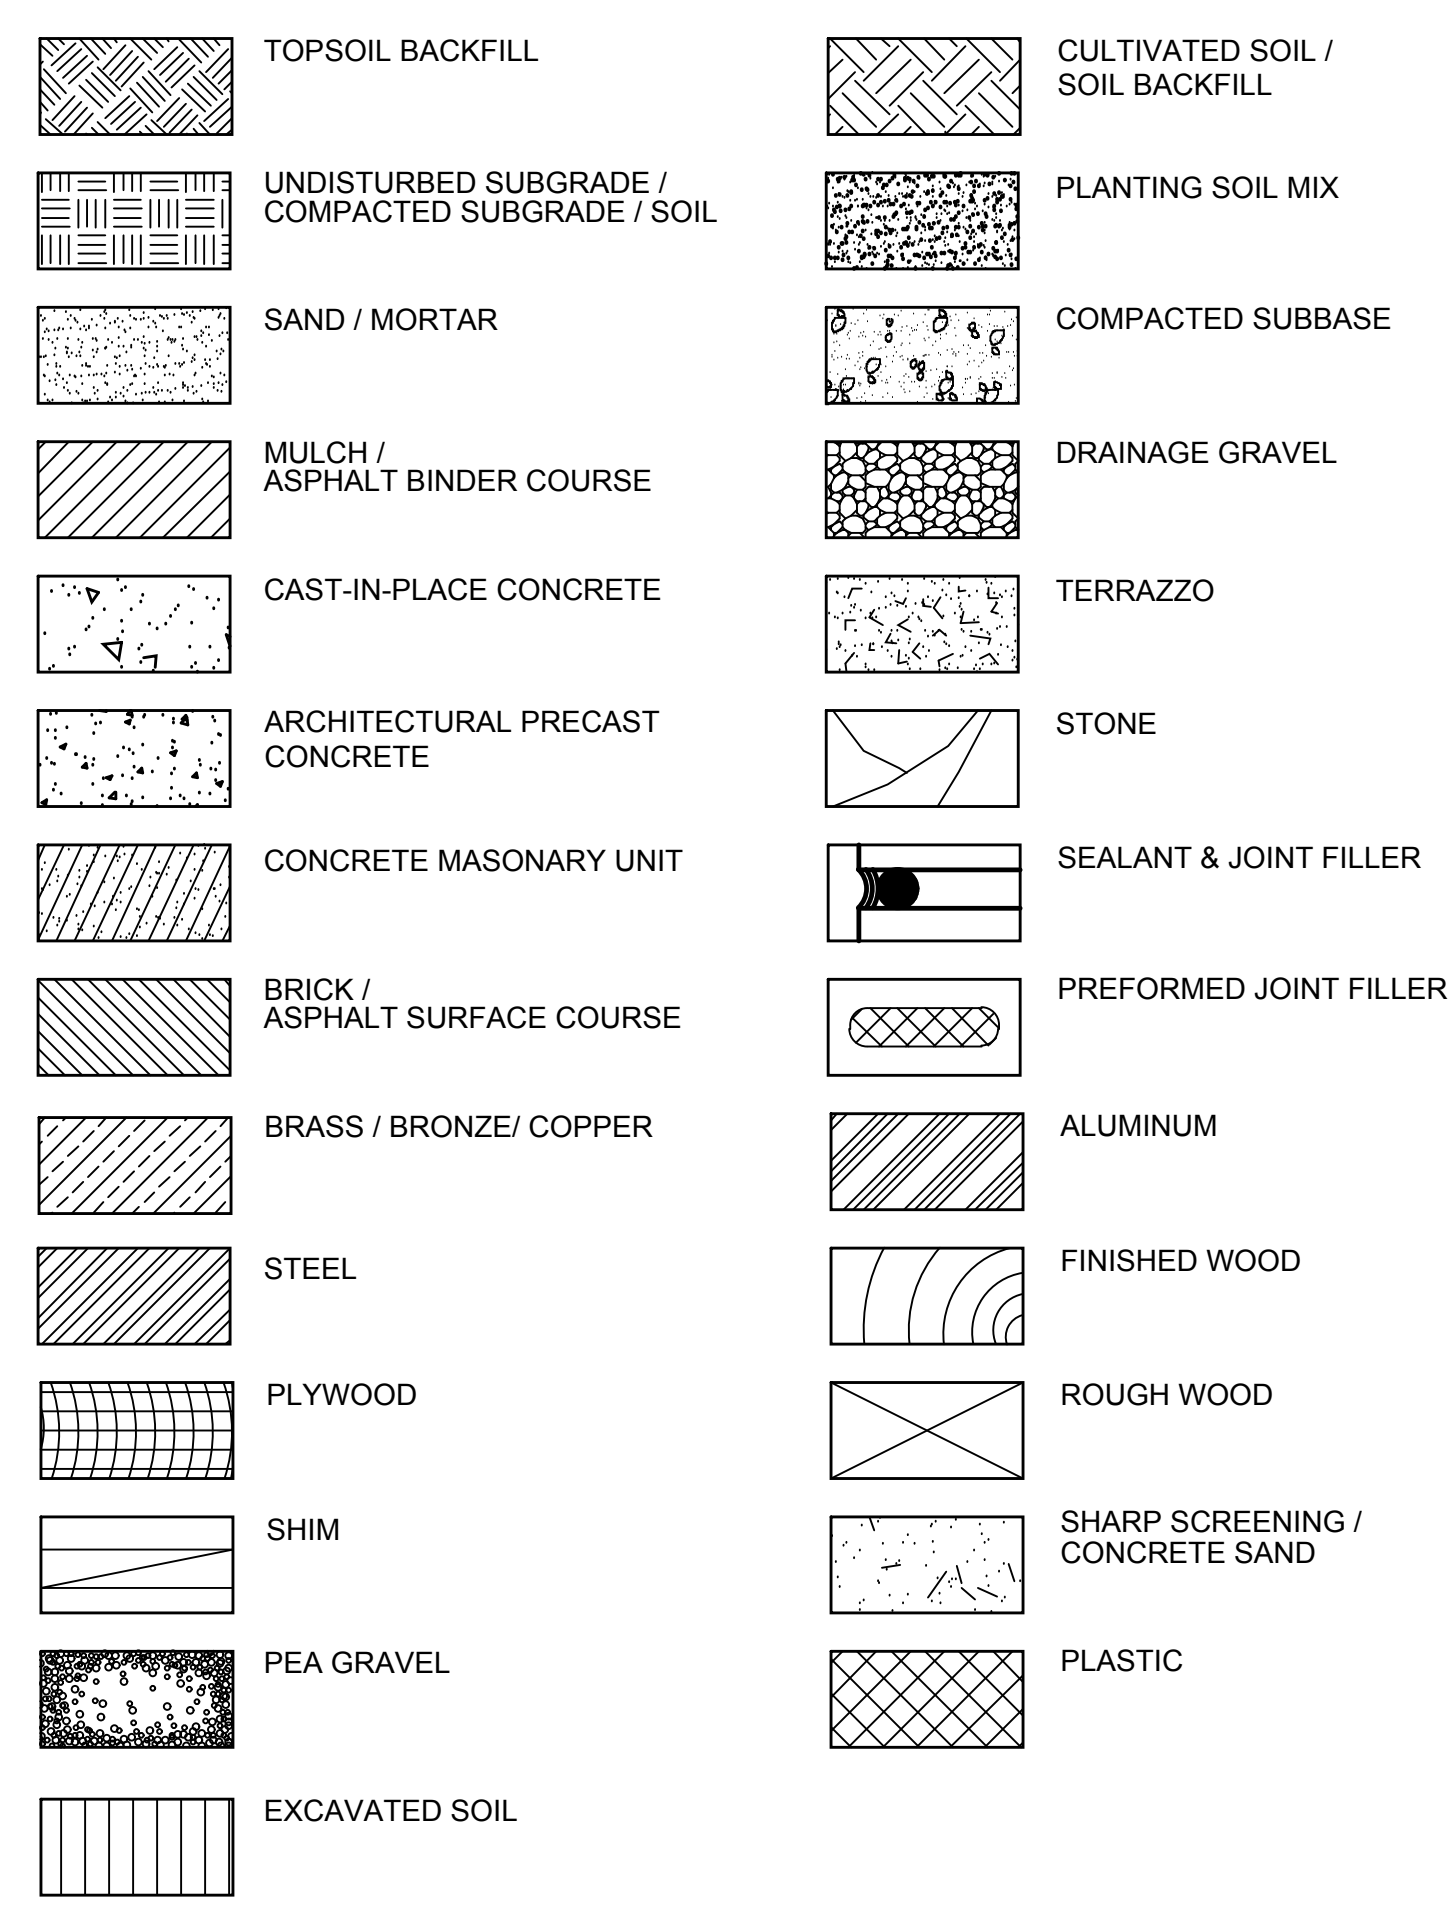 TOPSOIL BACKFILL
CULTIVATED SOIL /
SOIL BACKFILL
UNDISTURBED SUBGRADE /
COMPACTED SUBGRADE / SOIL
PLANTING SOIL MIX
SAND / MORTAR
COMPACTED SUBBASE
MULCH /
ASPHALT BINDER COURSE
DRAINAGE GRAVEL
CAST-IN-PLACE CONCRETE
TERRAZZO
ARCHITECTURAL PRECAST
CONCRETE
STONE
CONCRETE MASONARY UNIT
SEALANT & JOINT FILLER
BRICK /
ASPHALT SURFACE COURSE
PREFORMED JOINT FILLER
BRASS / BRONZE/ COPPER
ALUMINUM
STEEL
FINISHED WOOD
PLYWOOD
ROUGH WOOD
SHIM
SHARP SCREENING /
CONCRETE SAND
PEA GRAVEL
PLASTIC
EXCAVATED SOIL